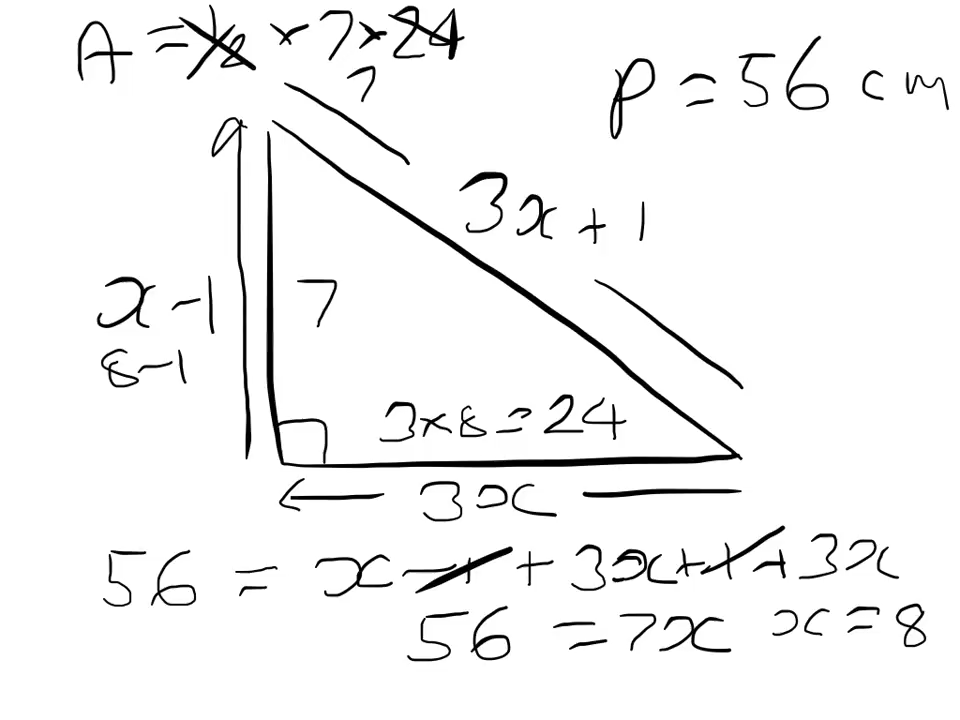 A = 1/2 × 7 × 24
?
P = 56 cm
a
3x + 1
x - 1
7
8 - 1
3 × 8 = 24
3x
56 = x - 1 + 3x + 1 + 3x
56 = 7x x = 8